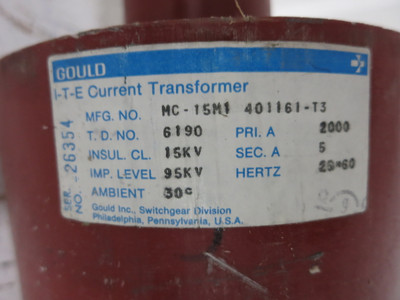 GOULD
I-T-E Current Transformer
MFG. NO. MC-15M1 401161-T3
T. D. NO. 6190 PRI. A 2000
INSUL. CL. 15KV SEC. A 5
IMP. LEVEL 95KV HERTZ 25-60
AMBIENT 30°
Gould Inc., Switchgear Division
Philadelphia, Pennsylvania, U.S.A.
SER. NO. 26354